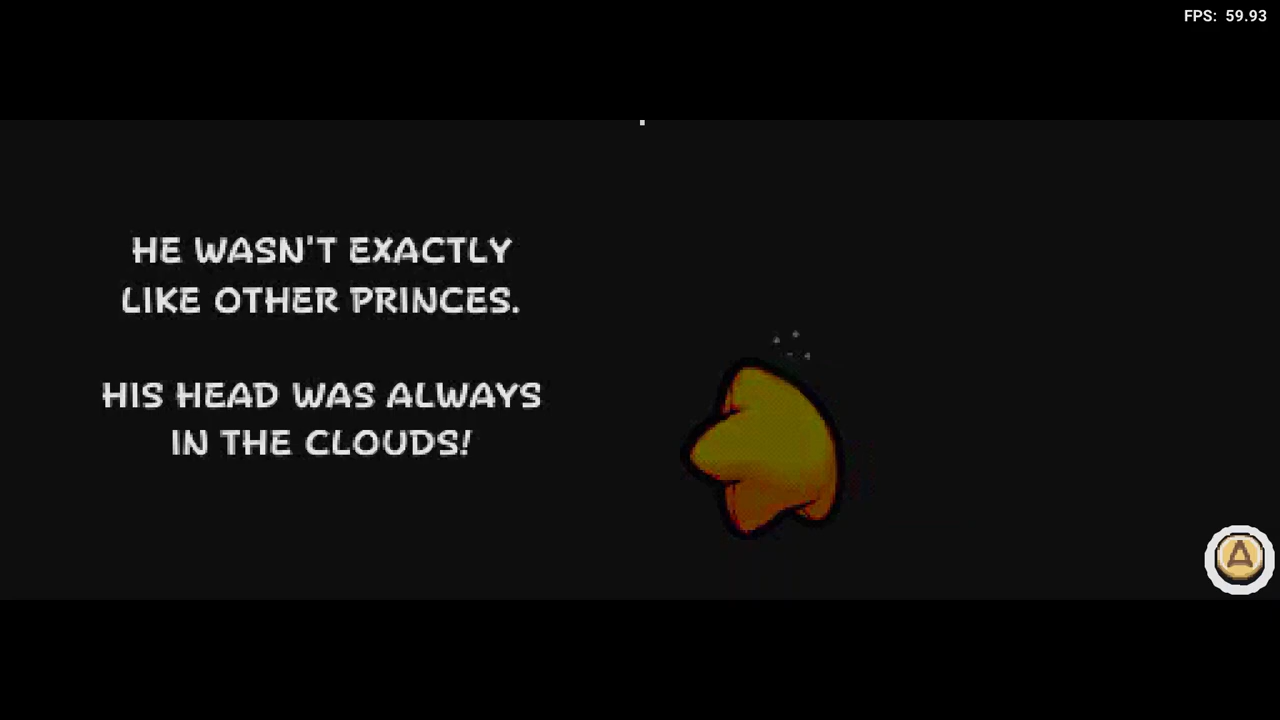 FPS: 59.93
HE WASN'T EXACTLY
LIKE OTHER PRINCES.
HIS HEAD WAS ALWAYS
IN THE CLOUDS!
A